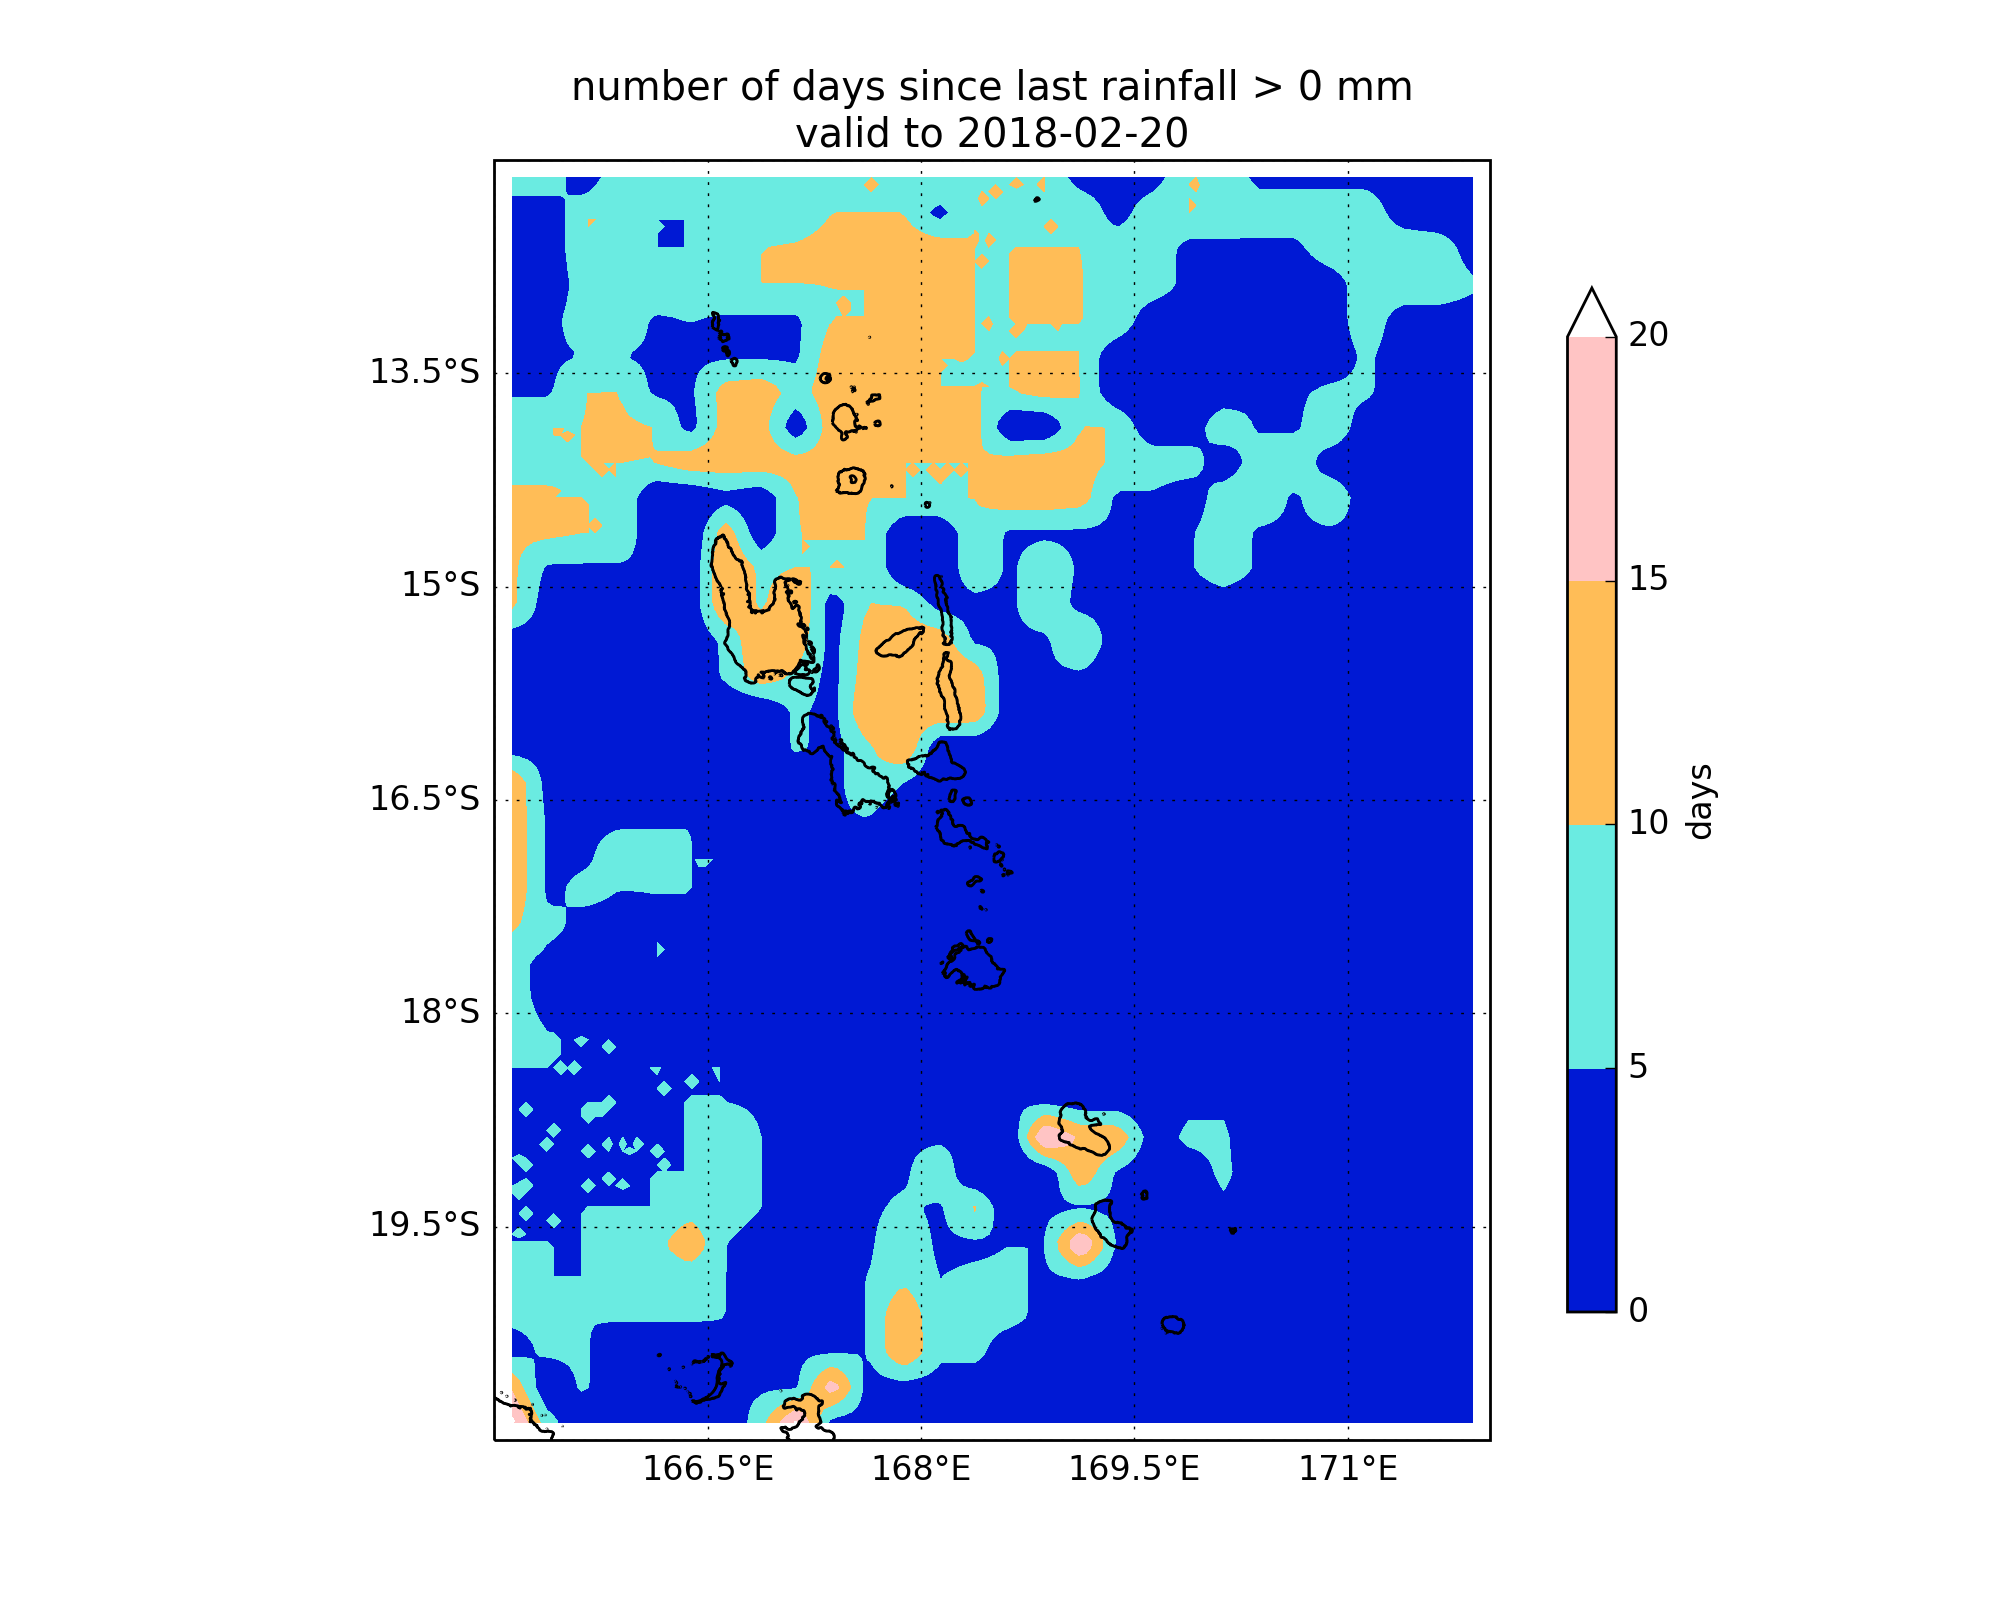 number of days since last rainfall > 0 mm
valid to 2018-02-20
13.5°S
15°S
16.5°S
18°S
19.5°S
166.5°E
168°E
169.5°E
171°E
20
15
10
5
0
days